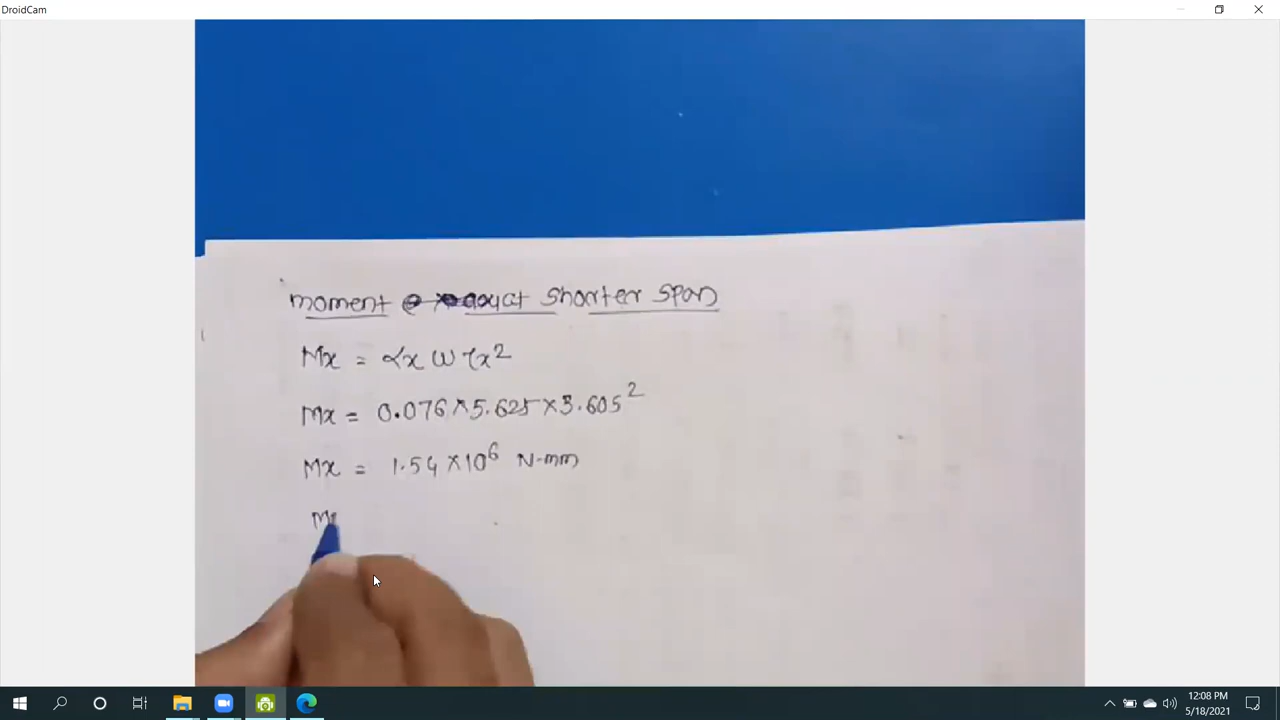 DroidCam
moment @ about shorter span
Mx = αx ω lx²
Mx = 0.076×5.625×3.605²
Mx = 1.54×10⁶ N-mm
M
12:08 PM
5/18/2021